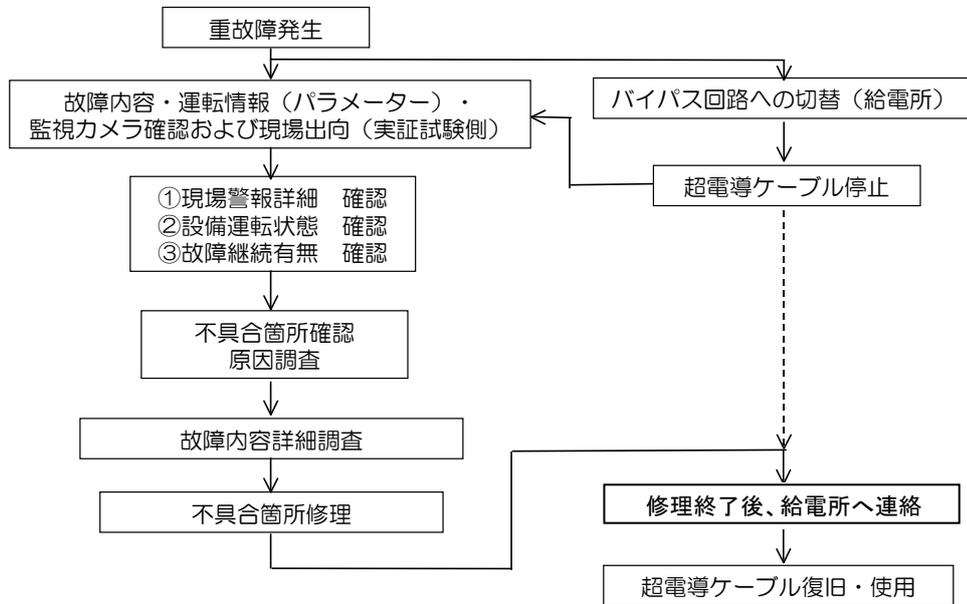 重故障発生
故障内容・運転情報（パラメーター）・
監視カメラ確認および現場出向（実証試験側）
バイパス回路への切替（給電所）
超電導ケーブル停止
①現場警報詳細　確認
②設備運転状態　確認
③故障継続有無　確認
不具合箇所確認
原因調査
故障内容詳細調査
不具合箇所修理
修理終了後、給電所へ連絡
超電導ケーブル復旧・使用